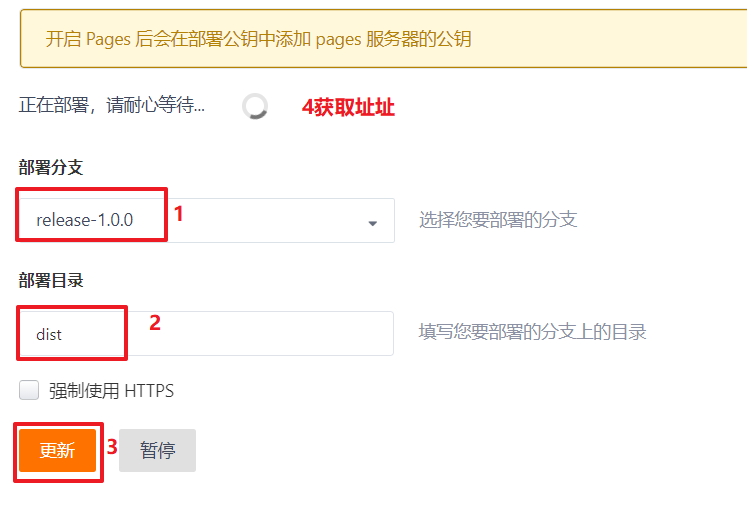 开启 Pages 后会在部署公钥中添加 pages 服务器的公钥
正在部署，请耐心等待... 4获取址址
部署分支
release-1.0.0 1 选择您要部署的分支
部署目录
dist 2 填写您要部署的分支上的目录
强制使用 HTTPS
更新 3 暂停